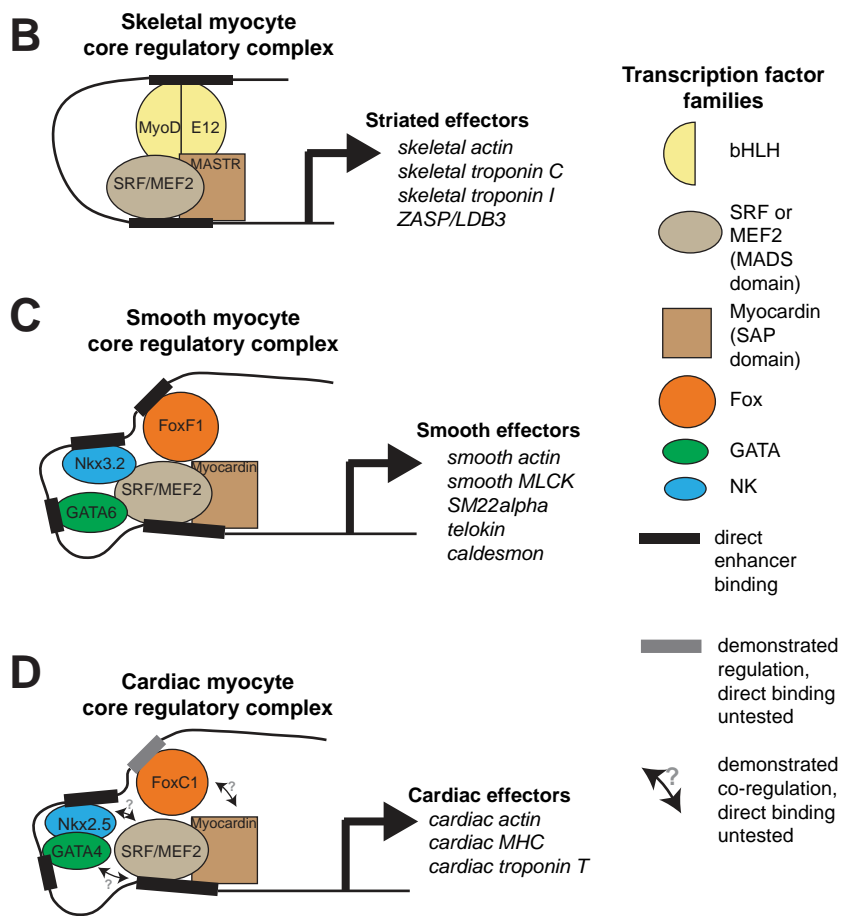 B
Skeletal myocyte
core regulatory complex
MyoD
E12
MASTR
SRF/MEF2
Striated effectors
skeletal actin
skeletal troponin C
skeletal troponin I
ZASP/LDB3
C
Smooth myocyte
core regulatory complex
FoxF1
Nkx3.2
Myocardin
SRF/MEF2
GATA6
Smooth effectors
smooth actin
smooth MLCK
SM22alpha
telokin
caldesmon
D
Cardiac myocyte
core regulatory complex
FoxC1
?
?
Nkx2.5
Myocardin
GATA4
SRF/MEF2
?
Cardiac effectors
cardiac actin
cardiac MHC
cardiac troponin T
Transcription factor
families
bHLH
SRF or
MEF2
(MADS
domain)
Myocardin
(SAP
domain)
Fox
GATA
NK
direct
enhancer
binding
demonstrated
regulation,
direct binding
untested
?
demonstrated
co-regulation,
direct binding
untested